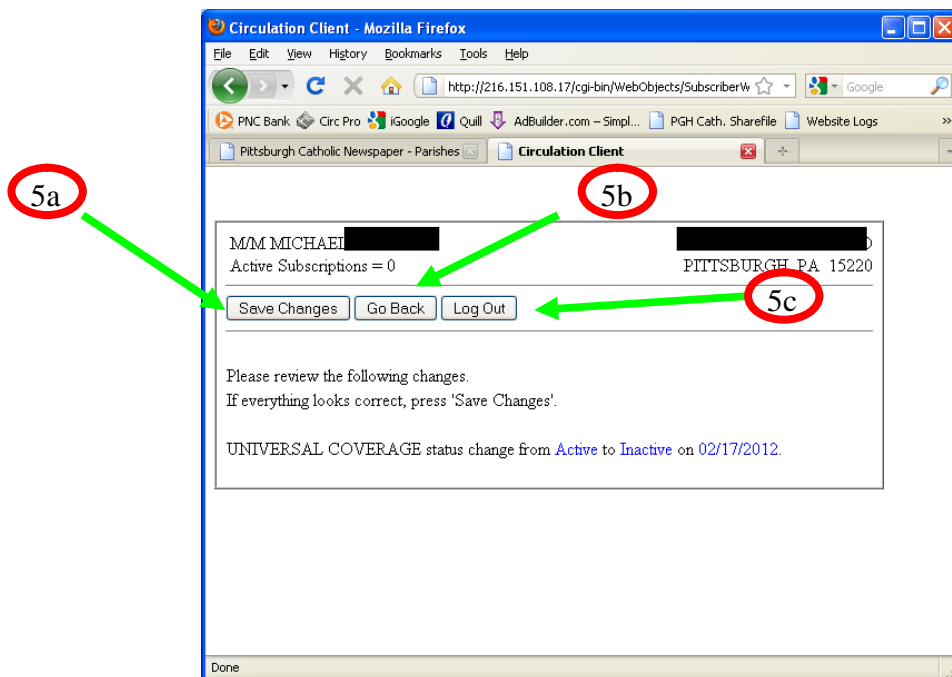 Circulation Client - Mozilla Firefox
File Edit View History Bookmarks Tools Help
http://216.151.108.17/cgi-bin/WebObjects/SubscriberW Google
PNC Bank Circ Pro iGoogle Quill AdBuilder.com – Simpl... PGH Cath. Sharefile Website Logs »
Pittsburgh Catholic Newspaper - Parishes Circulation Client
5a
5b
M/M MICHAEL
Active Subscriptions = 0 PITTSBURGH, PA 15220
5c
Save Changes Go Back Log Out
Please review the following changes.
If everything looks correct, press 'Save Changes'.
UNIVERSAL COVERAGE status change from Active to Inactive on 02/17/2012.
Done